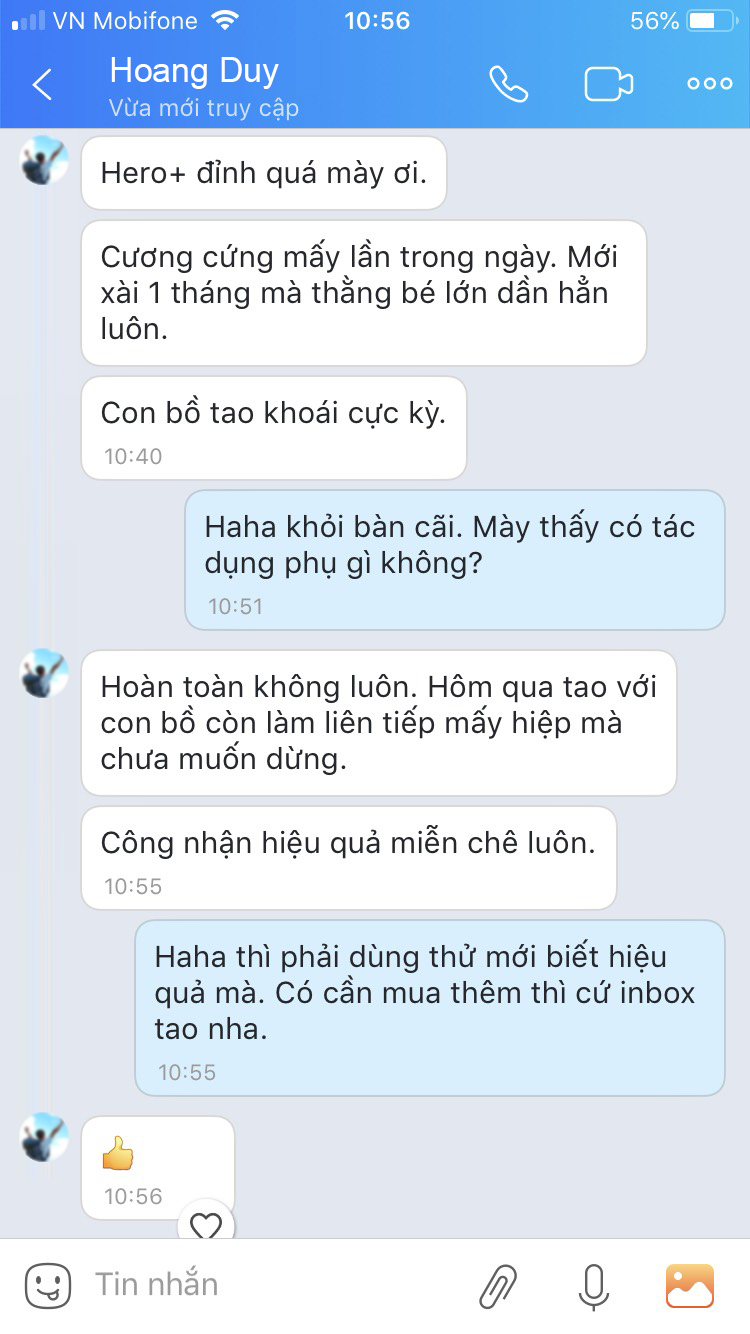 VN Mobifone 10:56 56%
Hoang Duy
Vừa mới truy cập
Hero+ đỉnh quá mày ơi.
Cương cứng mấy lần trong ngày. Mới
xài 1 tháng mà thằng bé lớn dần hẳn
luôn.
Con bồ tao khoái cực kỳ.
10:40
Haha khỏi bàn cãi. Mày thấy có tác
dụng phụ gì không?
10:51
Hoàn toàn không luôn. Hôm qua tao với
con bồ còn làm liên tiếp mấy hiệp mà
chưa muốn dừng.
Công nhận hiệu quả miễn chê luôn.
10:55
Haha thì phải dùng thử mới biết hiệu
quả mà. Có cần mua thêm thì cứ inbox
tao nha.
10:55
10:56
Tin nhắn